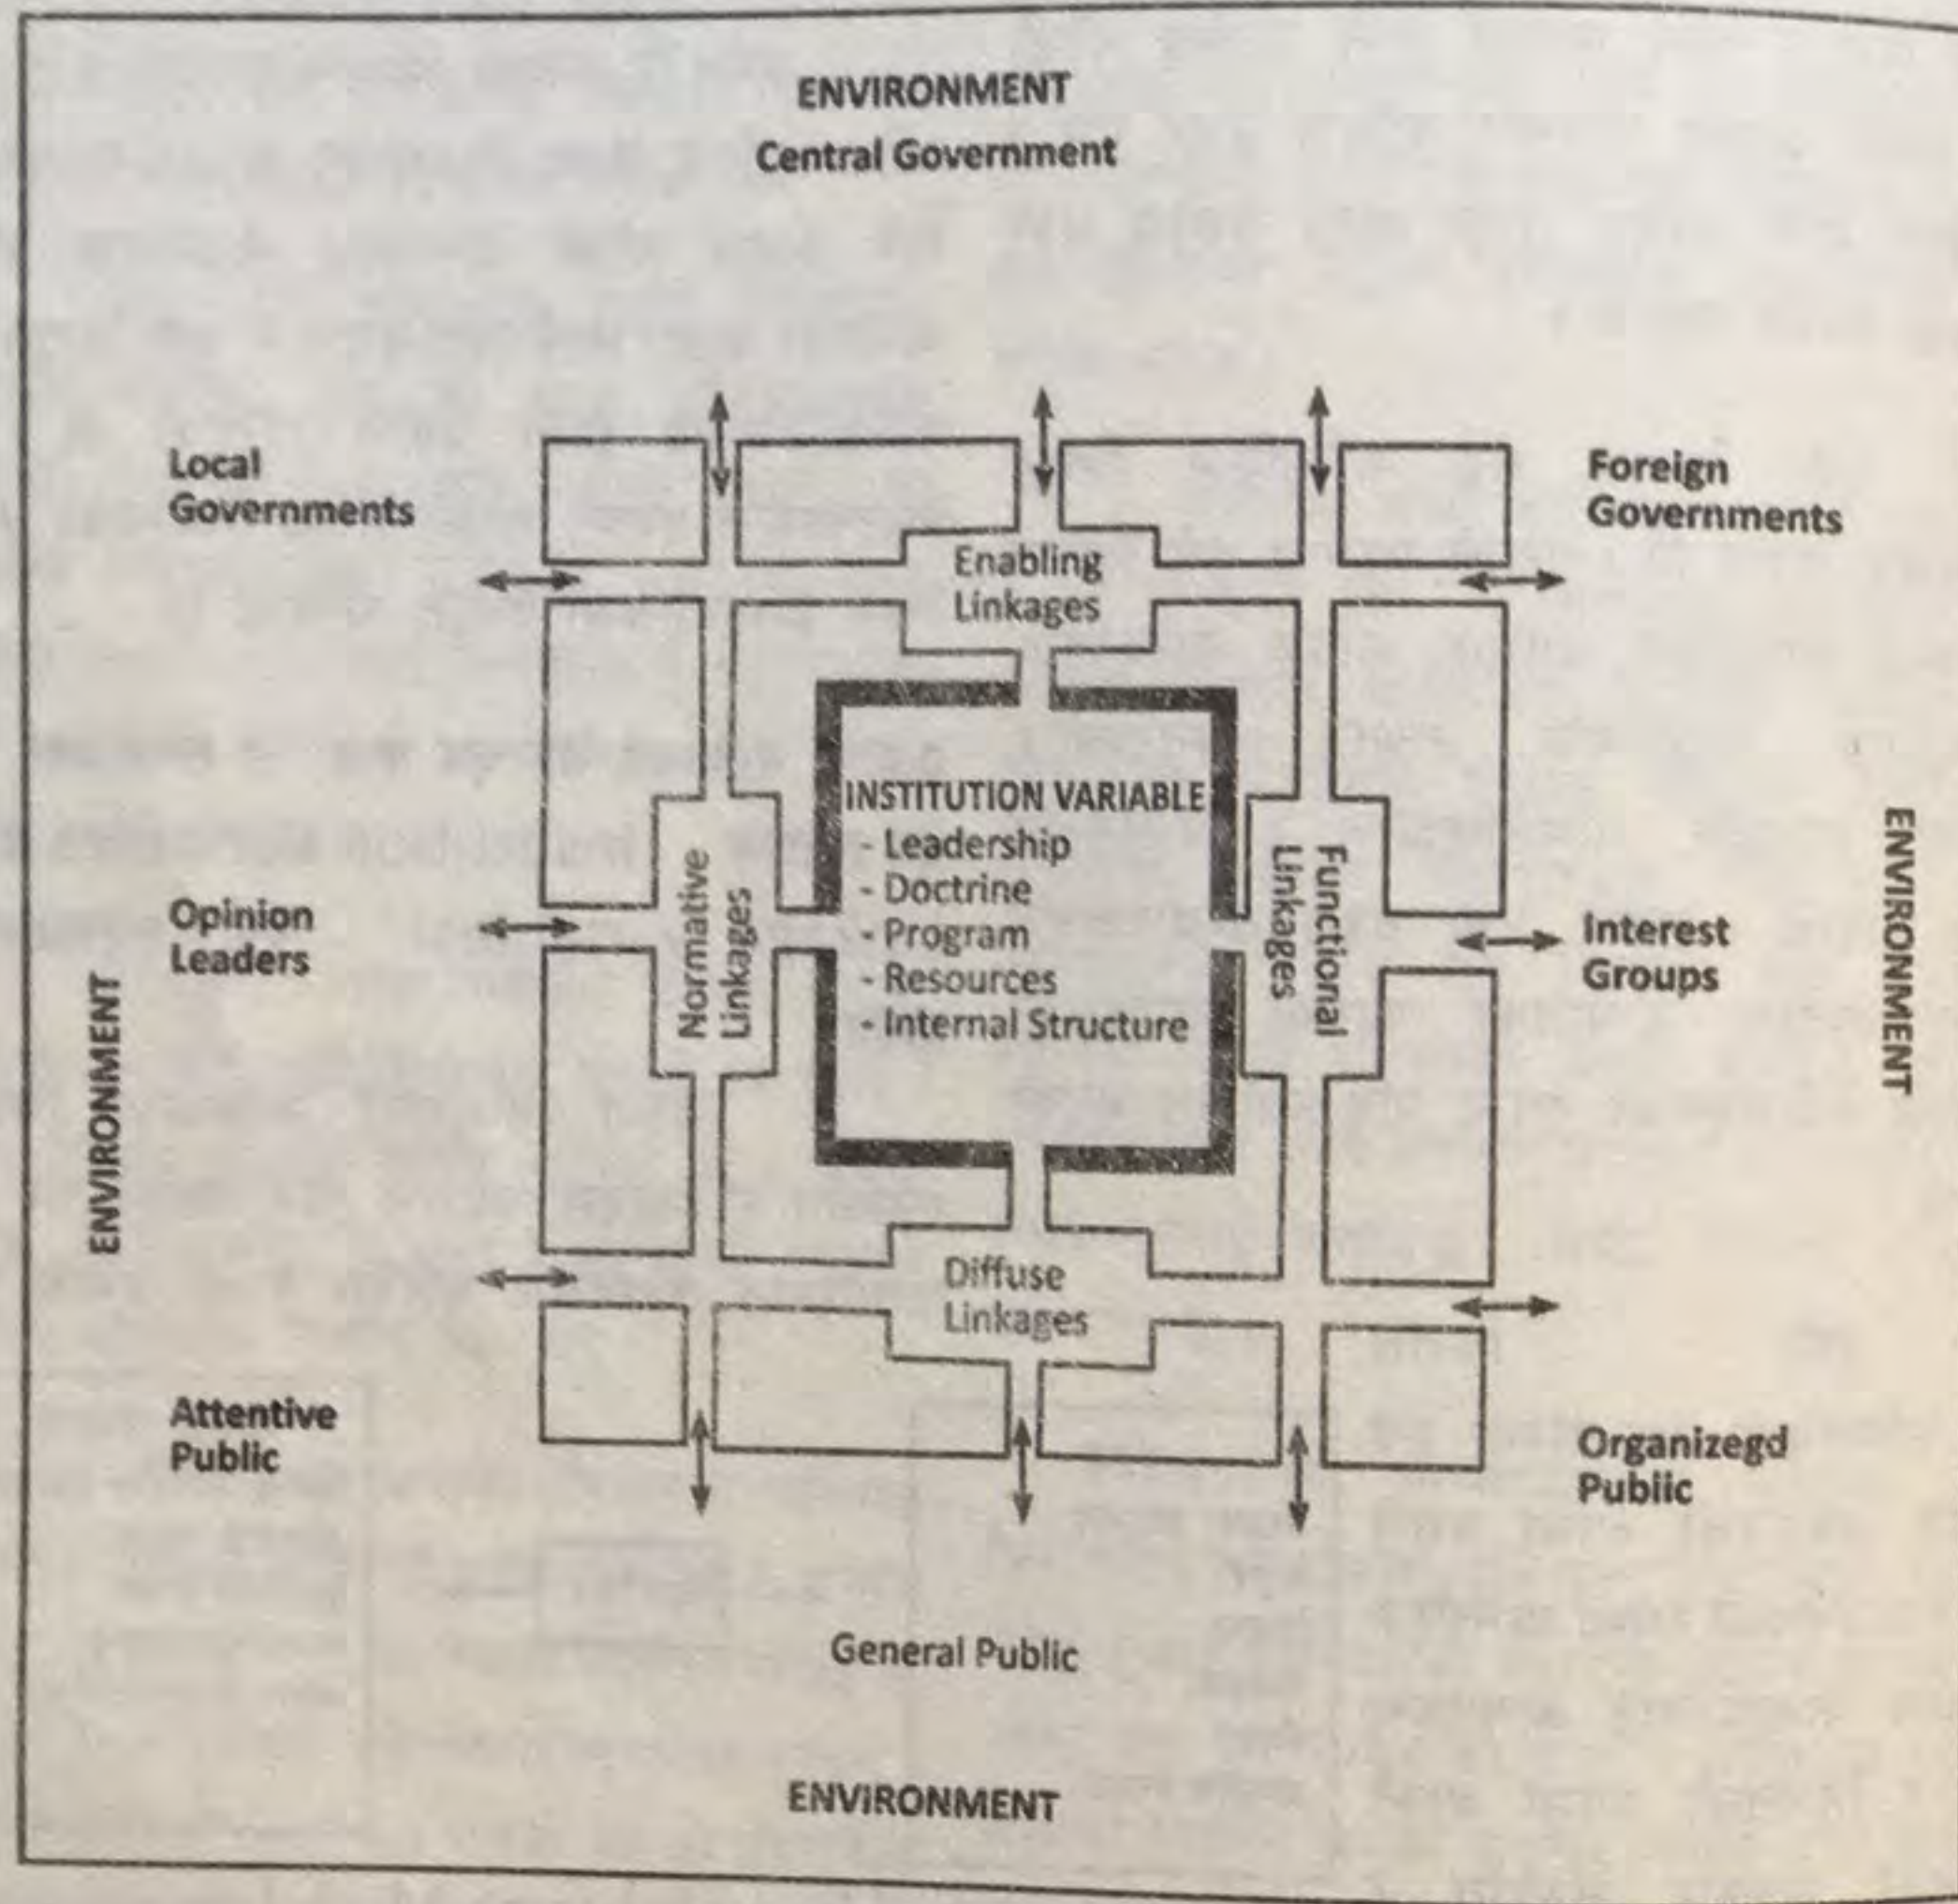 ENVIRONMENT
Central Government
Local
Governments
Foreign
Governments
Enabling
Linkages
INSTITUTION VARIABLE
- Leadership
- Doctrine
- Program
- Resources
- Internal Structure
Normative
Linkages
Functional
Linkages
Opinion
Leaders
Interest
Groups
ENVIRONMENT
ENVIRONMENT
Diffuse
Linkages
Attentive
Public
Organizegd
Public
General Public
ENVIRONMENT